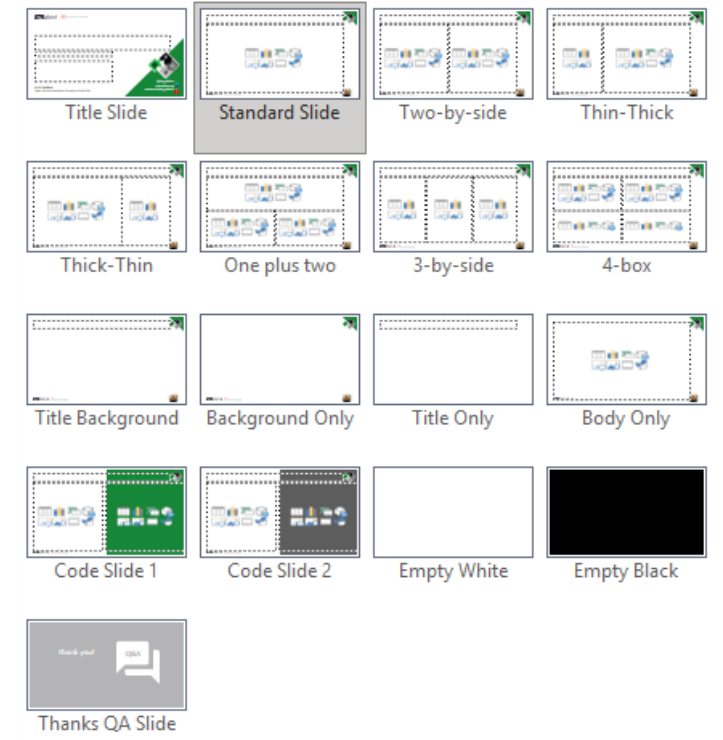 Title Slide
Standard Slide
Two-by-side
Thin-Thick
Thick-Thin
One plus two
3-by-side
4-box
Title Background
Background Only
Title Only
Body Only
Code Slide 1
Code Slide 2
Empty White
Empty Black
Thank you!
Q&A
Thanks QA Slide